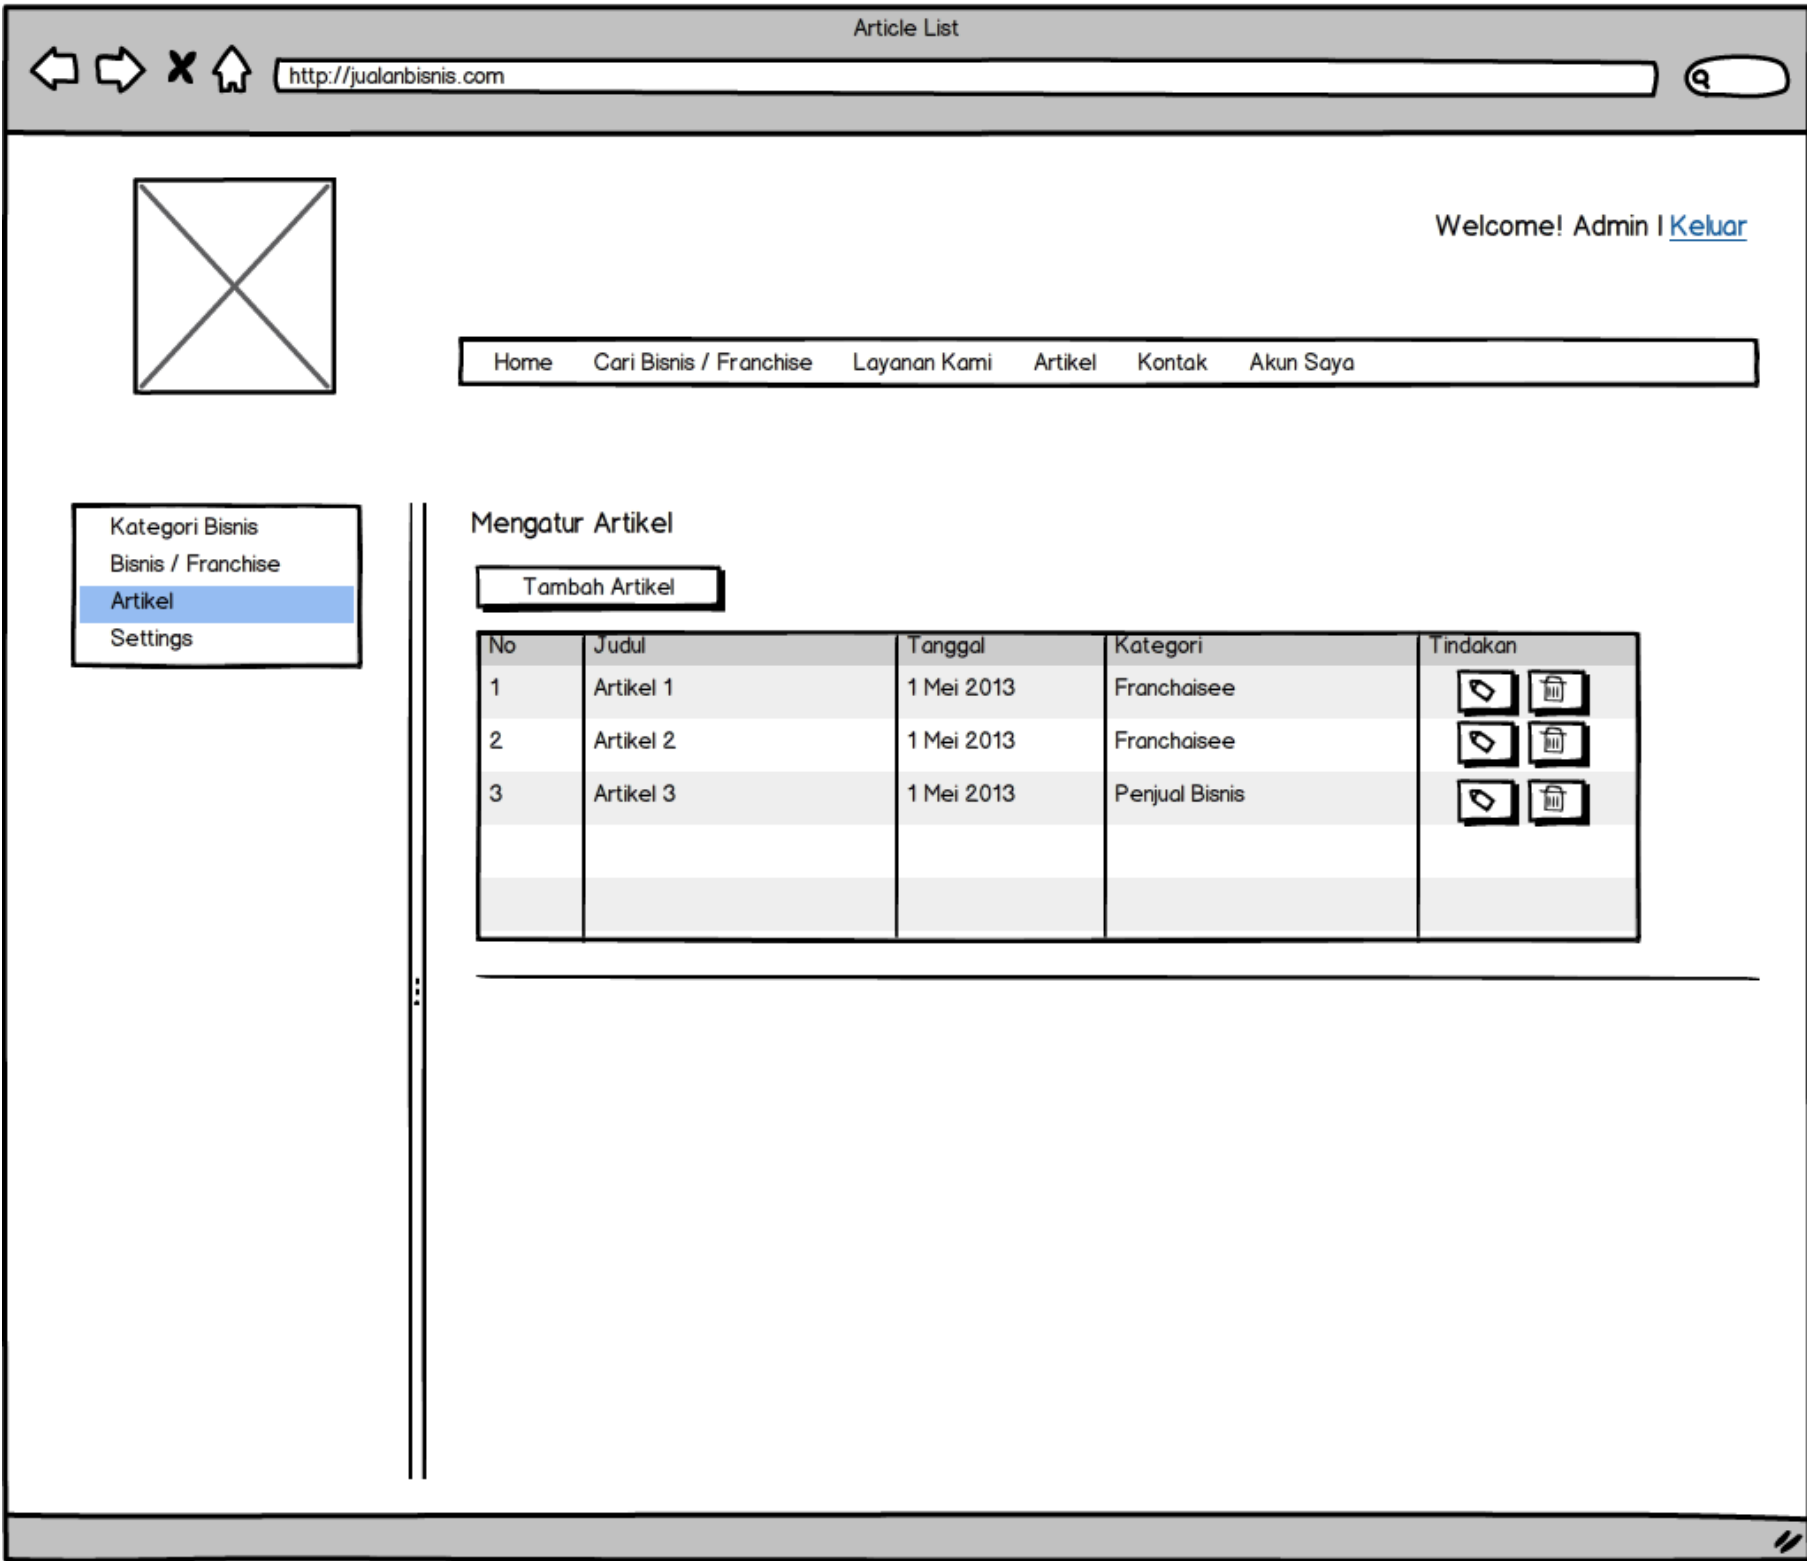 Article List
http://jualanbisnis.com
Welcome! Admin | Keluar
Home Cari Bisnis / Franchise Layanan Kami Artikel Kontak Akun Saya
Kategori Bisnis
Bisnis / Franchise
Artikel
Settings
Mengatur Artikel
Tambah Artikel
No Judul Tanggal Kategori Tindakan
1 Artikel 1 1 Mei 2013 Franchaisee
2 Artikel 2 1 Mei 2013 Franchaisee
3 Artikel 3 1 Mei 2013 Penjual Bisnis